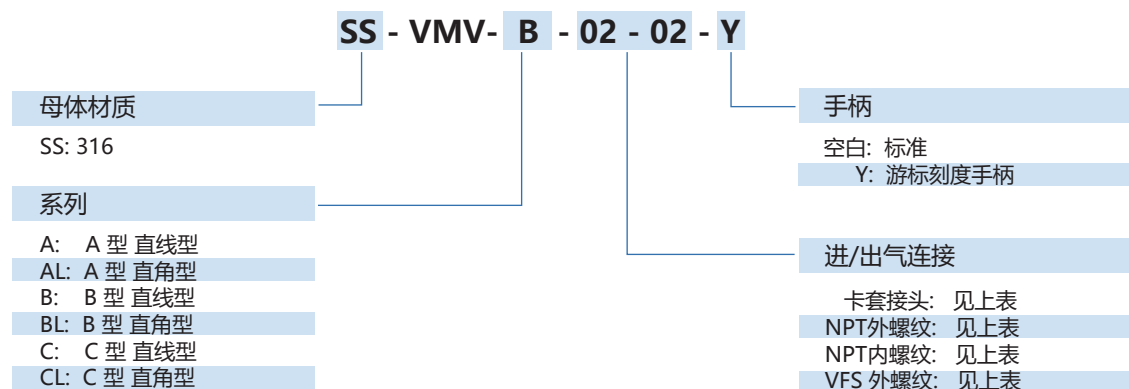 SS - VMV- B - 02 - 02 - Y
母体材质
SS: 316
系列
A: A 型 直线型
AL: A 型 直角型
B: B 型 直线型
BL: B 型 直角型
C: C 型 直线型
CL: C 型 直角型
手柄
空白: 标准
Y: 游标刻度手柄
进/出气连接
卡套接头: 见上表
NPT外螺纹: 见上表
NPT内螺纹: 见上表
VFS 外螺纹: 见上表